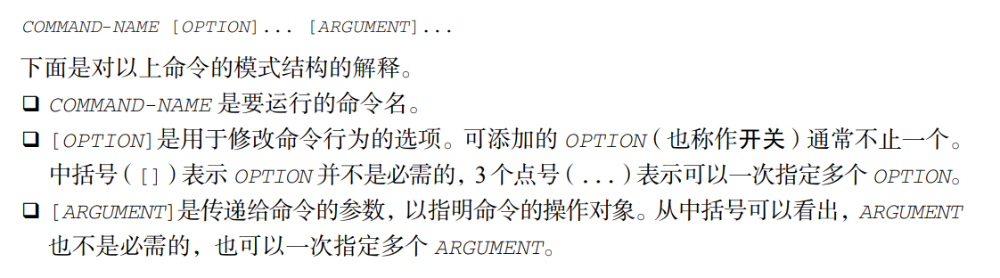 COMMAND-NAME [OPTION]... [ARGUMENT]...
下面是对以上命令的模式结构的解释。
❑ COMMAND-NAME 是要运行的命令名。
❑ [OPTION]是用于修改命令行为的选项。可添加的 OPTION（也称作开关）通常不止一个。
中括号（[]）表示 OPTION 并不是必需的，3 个点号（...）表示可以一次指定多个 OPTION。
❑ [ARGUMENT]是传递给命令的参数，以指明命令的操作对象。从中括号可以看出，ARGUMENT
也不是必需的，也可以一次指定多个 ARGUMENT。